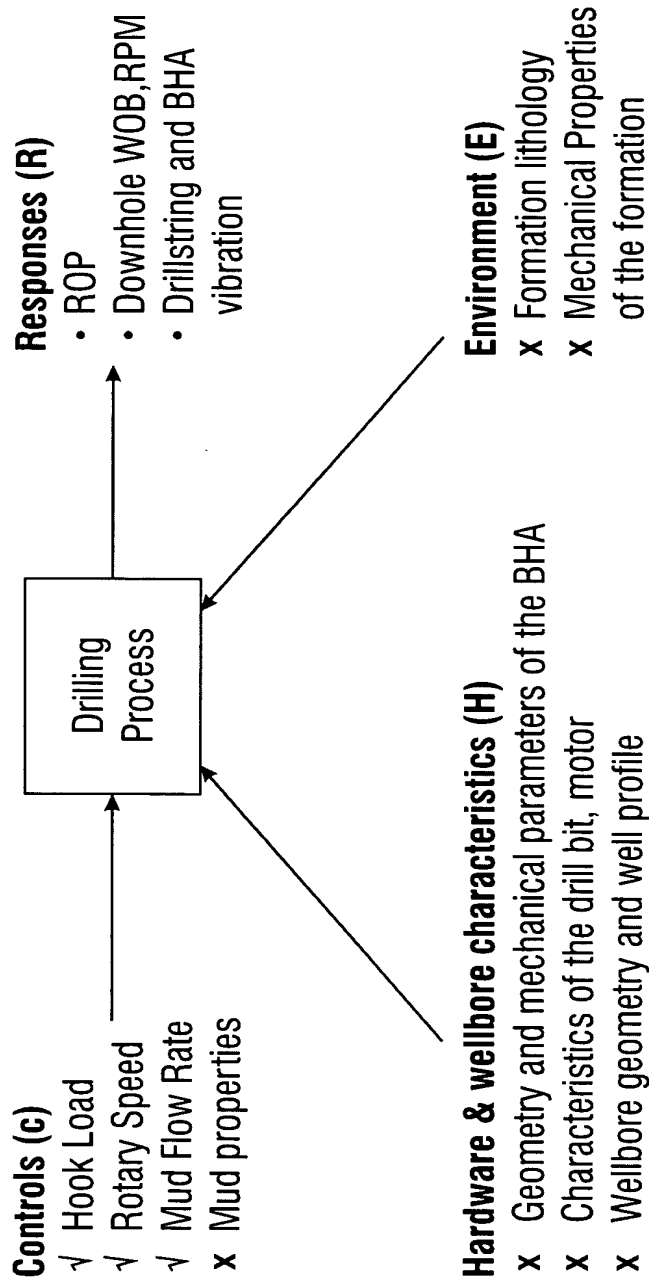 Controls (c)
√ Hook Load
√ Rotary Speed
√ Mud Flow Rate
x Mud properties
Drilling
Process
Responses (R)
• ROP
• Downhole WOB,RPM
• Drillstring and BHA
vibration
Hardware & wellbore characteristics (H)
x Geometry and mechanical parameters of the BHA
x Characteristics of the drill bit, motor
x Wellbore geometry and well profile
Environment (E)
x Formation lithology
x Mechanical Properties
of the formation